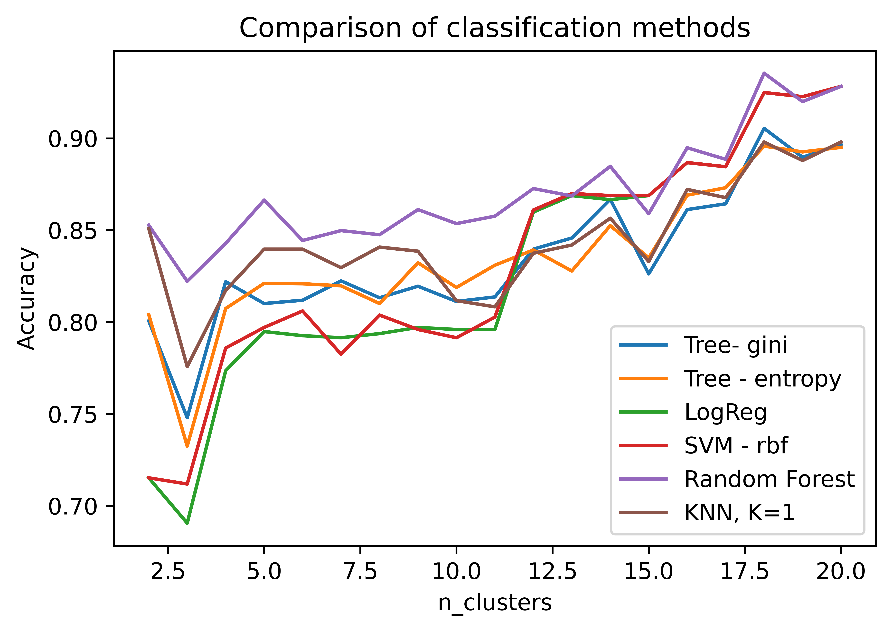 Comparison of classification methods
Accuracy
0.90
0.85
0.80
0.75
0.70
Tree- gini
Tree - entropy
LogReg
SVM - rbf
Random Forest
KNN, K=1
2.5 5.0 7.5 10.0 12.5 15.0 17.5 20.0
n_clusters